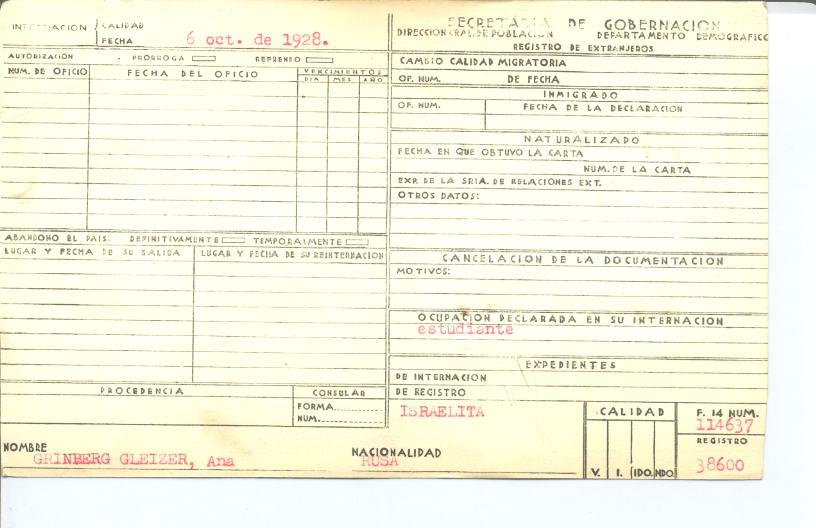 INTERNACION CALIDAD
FECHA 6 oct. de 1928.
AUTORIZACIÓN PRORROGA REFRENDO
NUM. DE OFICIO FECHA DEL OFICIO VENCIMIENTOS
DIA MES AÑO
ABANDONO EL PAIS: DEFINITIVAMENTE TEMPORALMENTE
LUGAR Y FECHA DE SU SALIDA LUGAR Y FECHA DE SU REINTERNACION
PROCEDENCIA CONSULAR
FORMA
NUM.
SECRETARIA DE GOBERNACION
DIRECCION GRAL. DE POBLACION DEPARTAMENTO DEMOGRAFICO
REGISTRO DE EXTRANJEROS
CAMBIO CALIDAD MIGRATORIA
OF. NUM. DE FECHA
INMIGRADO
OF. NUM. FECHA DE LA DECLARACION
NATURALIZADO
FECHA EN QUE OBTUVO LA CARTA
NUM. DE LA CARTA
EXP. DE LA SRIA. DE RELACIONES EXT.
OTROS DATOS:
CANCELACION DE LA DOCUMENTACION
MOTIVOS:
OCUPACION DECLARADA EN SU INTERNACION
estudiante
EXPEDIENTES
DE INTERNACION
DE REGISTRO
ISRAELITA
CALIDAD
V. I. IDO. NDO.
F. 14 NUM.
114637
REGISTRO
38600
NOMBRE NACIONALIDAD
GRINBERG GLEIZER, Ana RUSA